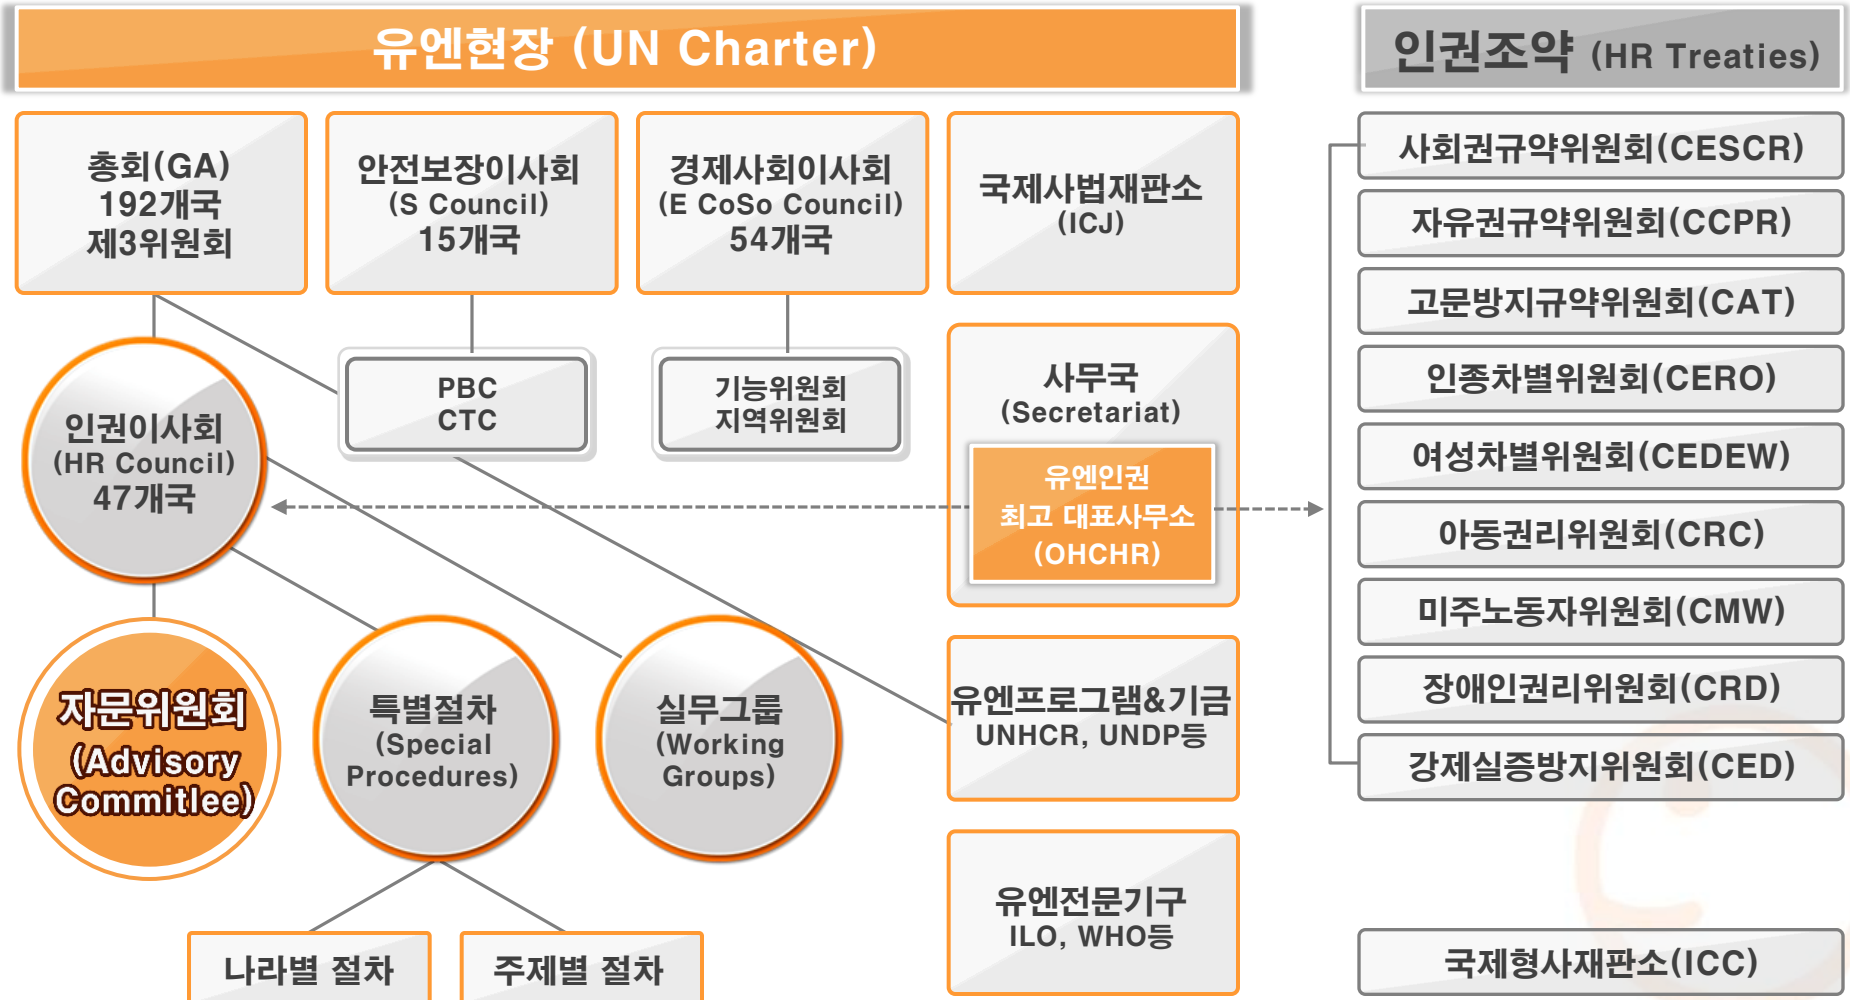 유엔현장 (UN Charter)
인권조약 (HR Treaties)
총회(GA)
192개국
제3위원회
안전보장이사회
(S Council)
15개국
경제사회이사회
(E CoSo Council)
54개국
국제사법재판소
(ICJ)
인권이사회
(HR Council)
47개국
PBC
CTC
기능위원회
지역위원회
사무국
(Secretariat)
유엔인권
최고 대표사무소
(OHCHR)
자문위원회
(Advisory
Commitlee)
특별절차
(Special
Procedures)
실무그룹
(Working
Groups)
유엔프로그램&기금
UNHCR, UNDP등
유엔전문기구
ILO, WHO등
나라별 절차
주제별 절차
사회권규약위원회(CESCR)
자유권규약위원회(CCPR)
고문방지규약위원회(CAT)
인종차별위원회(CERO)
여성차별위원회(CEDEW)
아동권리위원회(CRC)
미주노동자위원회(CMW)
장애인권리위원회(CRD)
강제실증방지위원회(CED)
국제형사재판소(ICC)